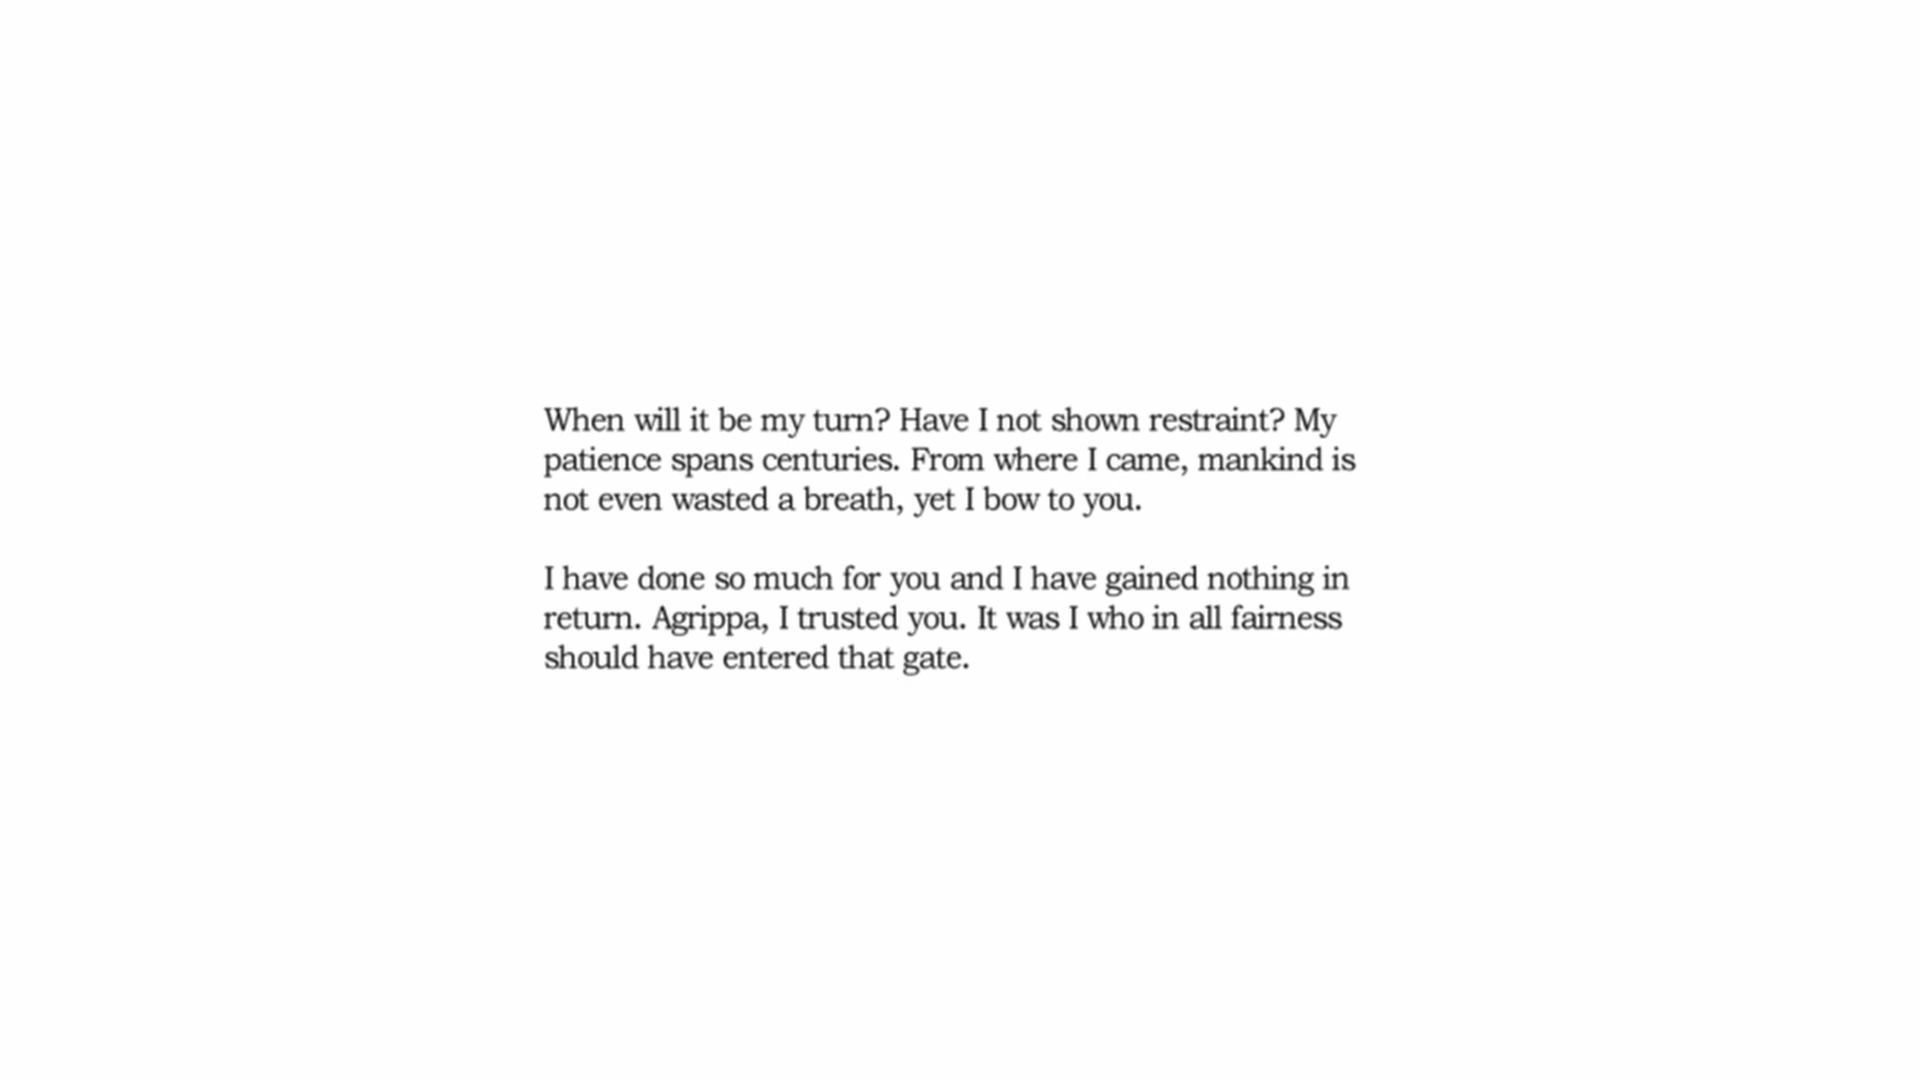 When will it be my turn? Have I not shown restraint? My
patience spans centuries. From where I came, mankind is
not even wasted a breath, yet I bow to you.
I have done so much for you and I have gained nothing in
return. Agrippa, I trusted you. It was I who in all fairness
should have entered that gate.